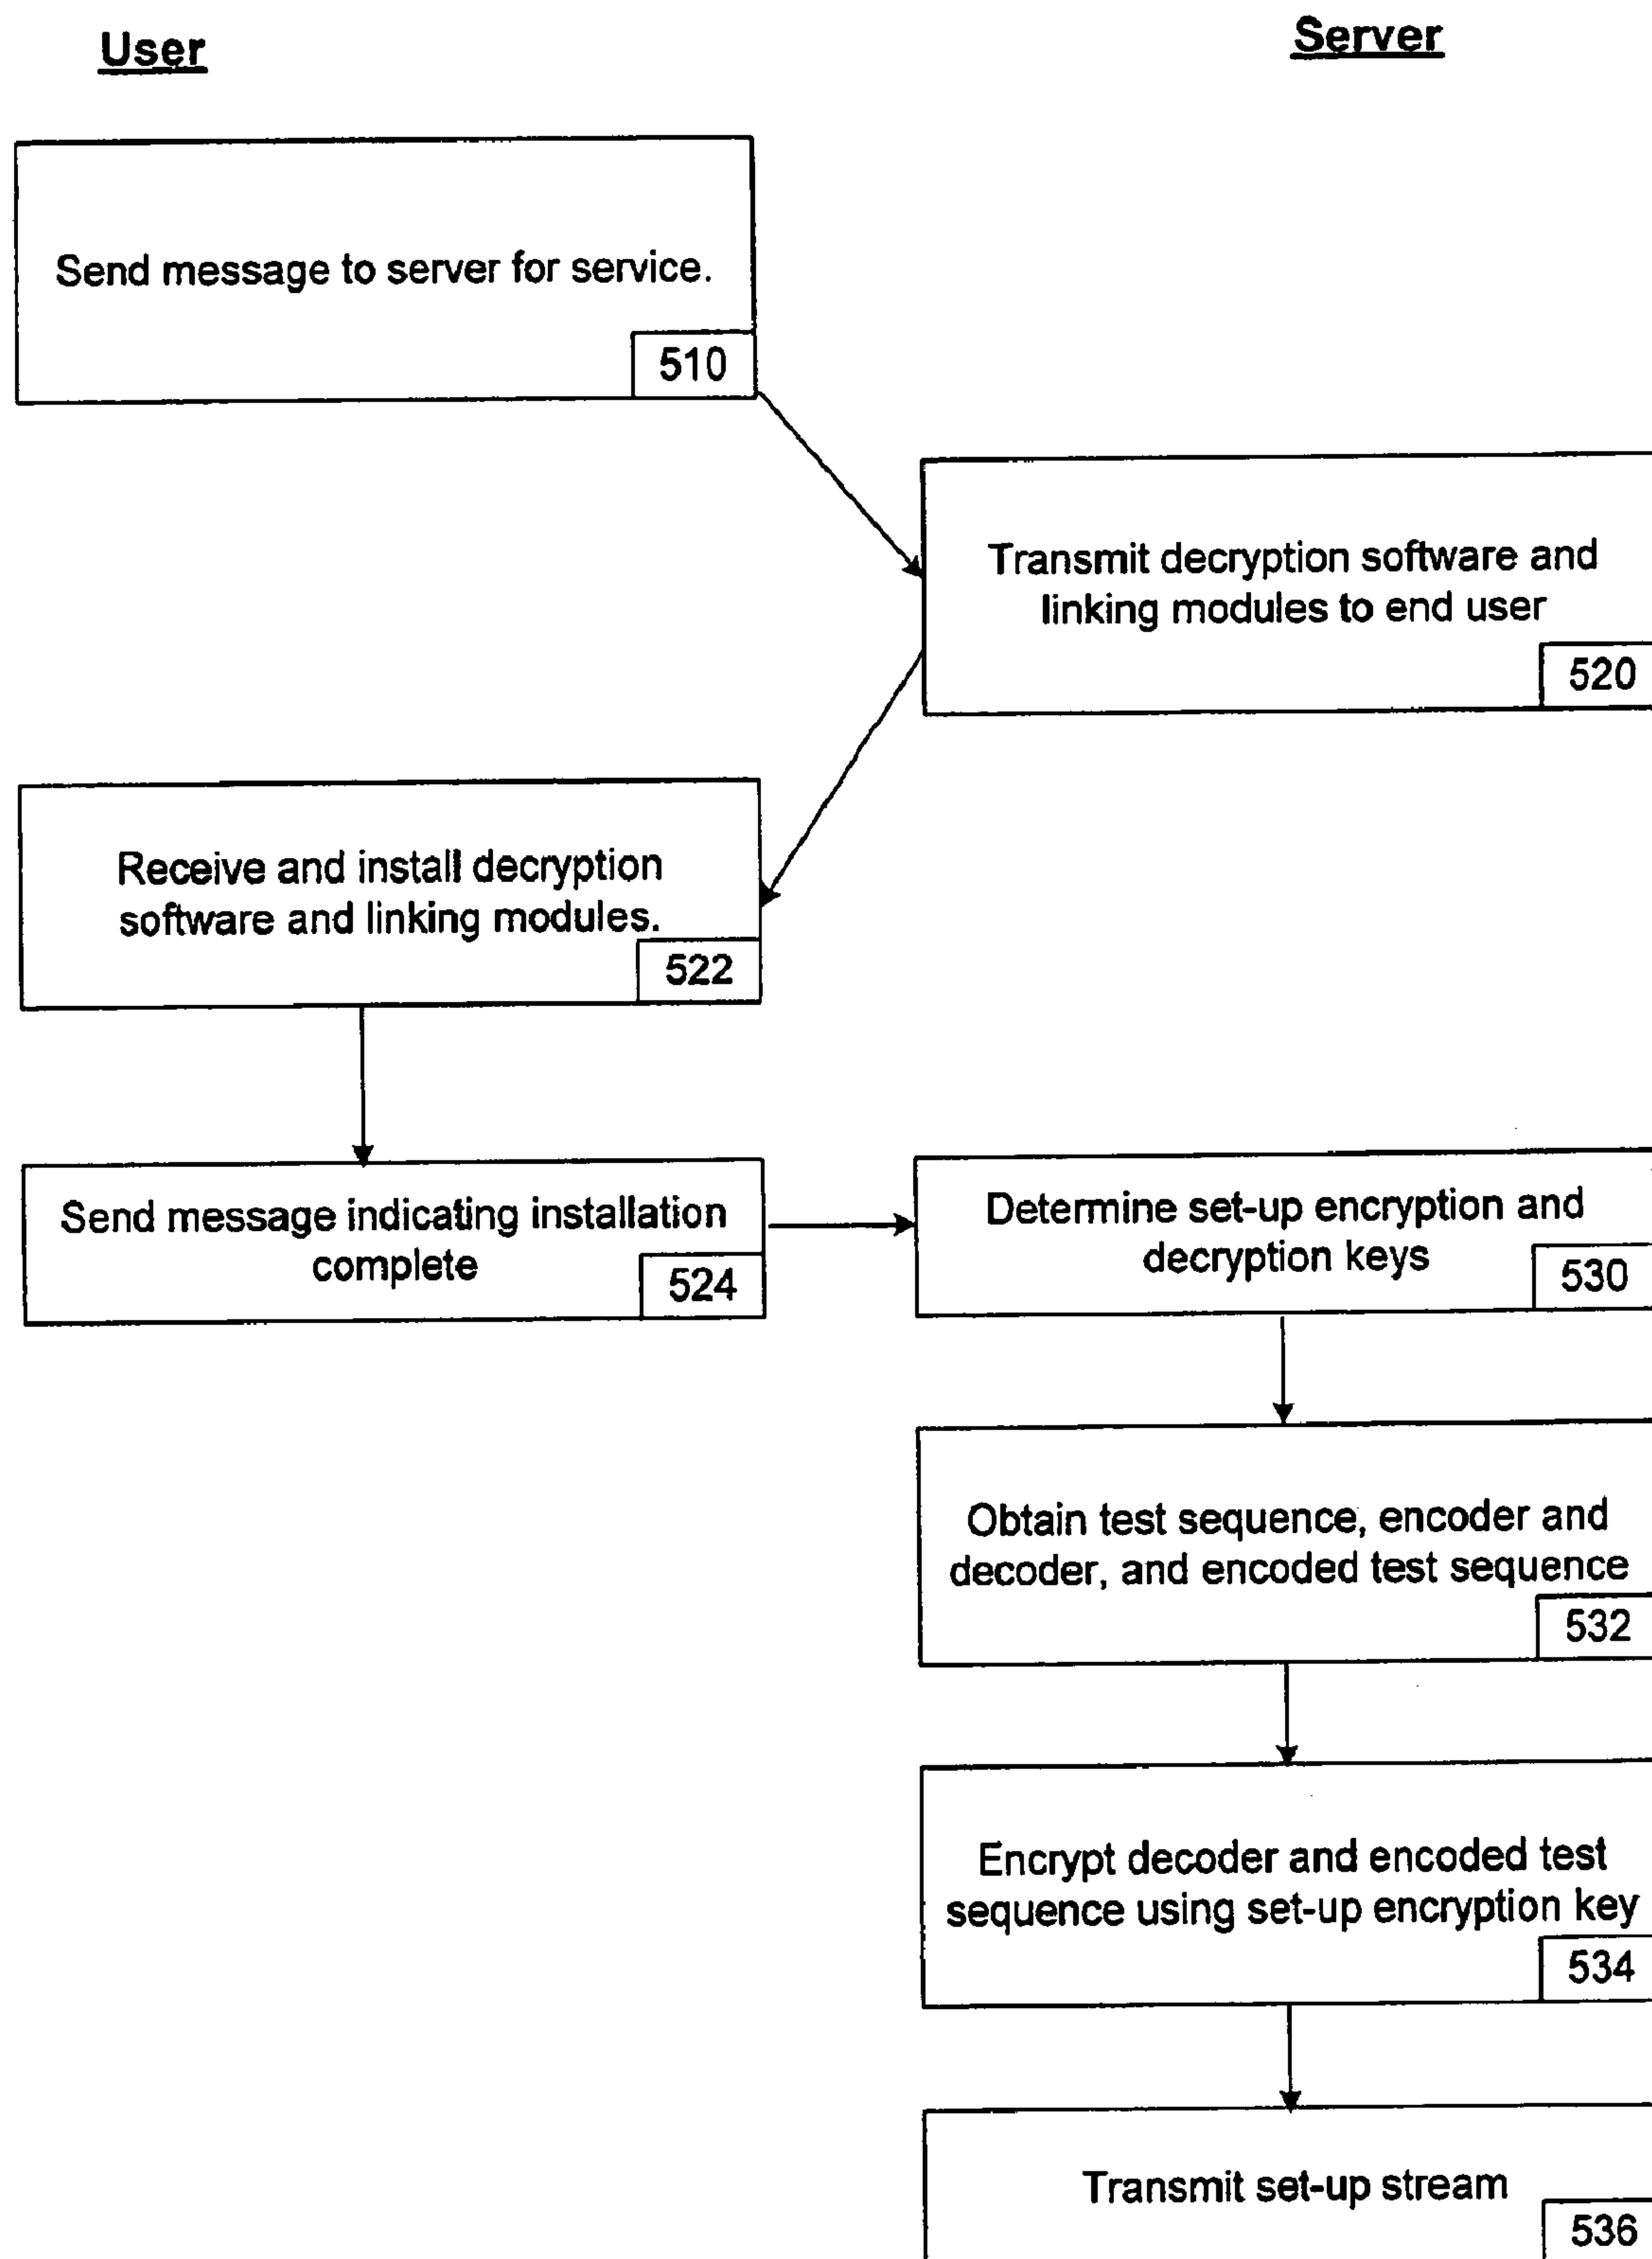 User
Server
Send message to server for service.
510
Transmit decryption software and
linking modules to end user
520
Receive and install decryption
software and linking modules.
522
Send message indicating installation
complete
524
Determine set-up encryption and
decryption keys
530
Obtain test sequence, encoder and
decoder, and encoded test sequence
532
Encrypt decoder and encoded test
sequence using set-up encryption key
534
Transmit set-up stream
536